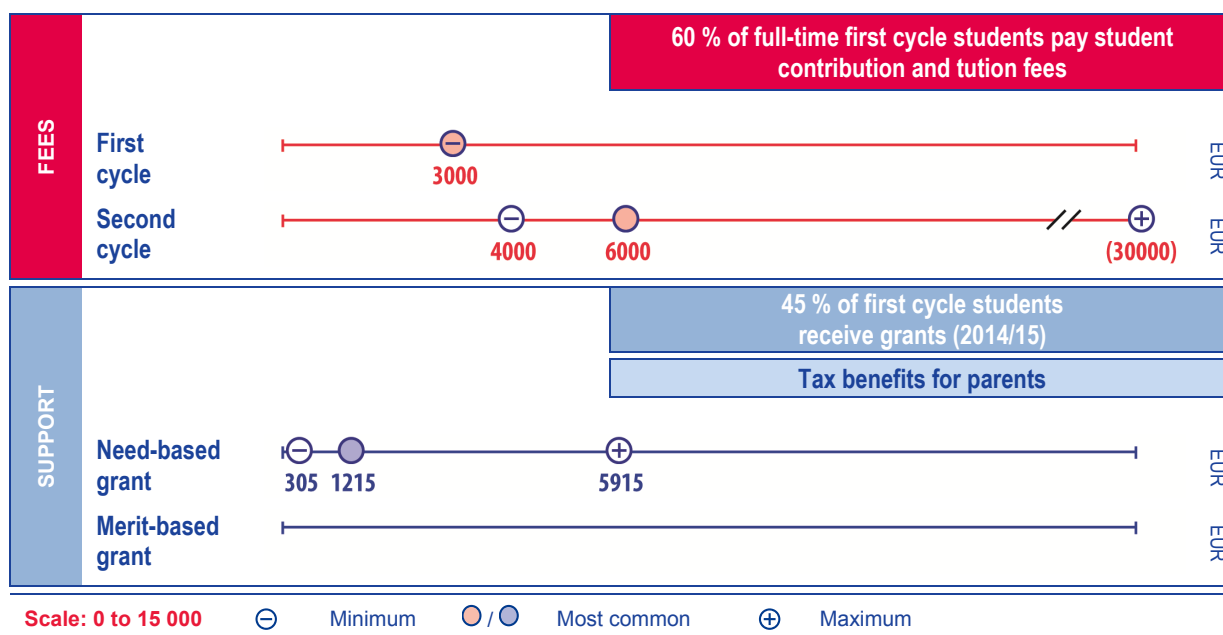 60 % of full-time first cycle students pay student
contribution and tution fees
FEES
First
cycle
3000
EUR
Second
cycle
4000
6000
(30000)
EUR
45 % of first cycle students
receive grants (2014/15)
Tax benefits for parents
SUPPORT
Need-based
grant
305
1215
5915
EUR
Merit-based
grant
EUR
Scale: 0 to 15 000
Minimum
/
Most common
Maximum